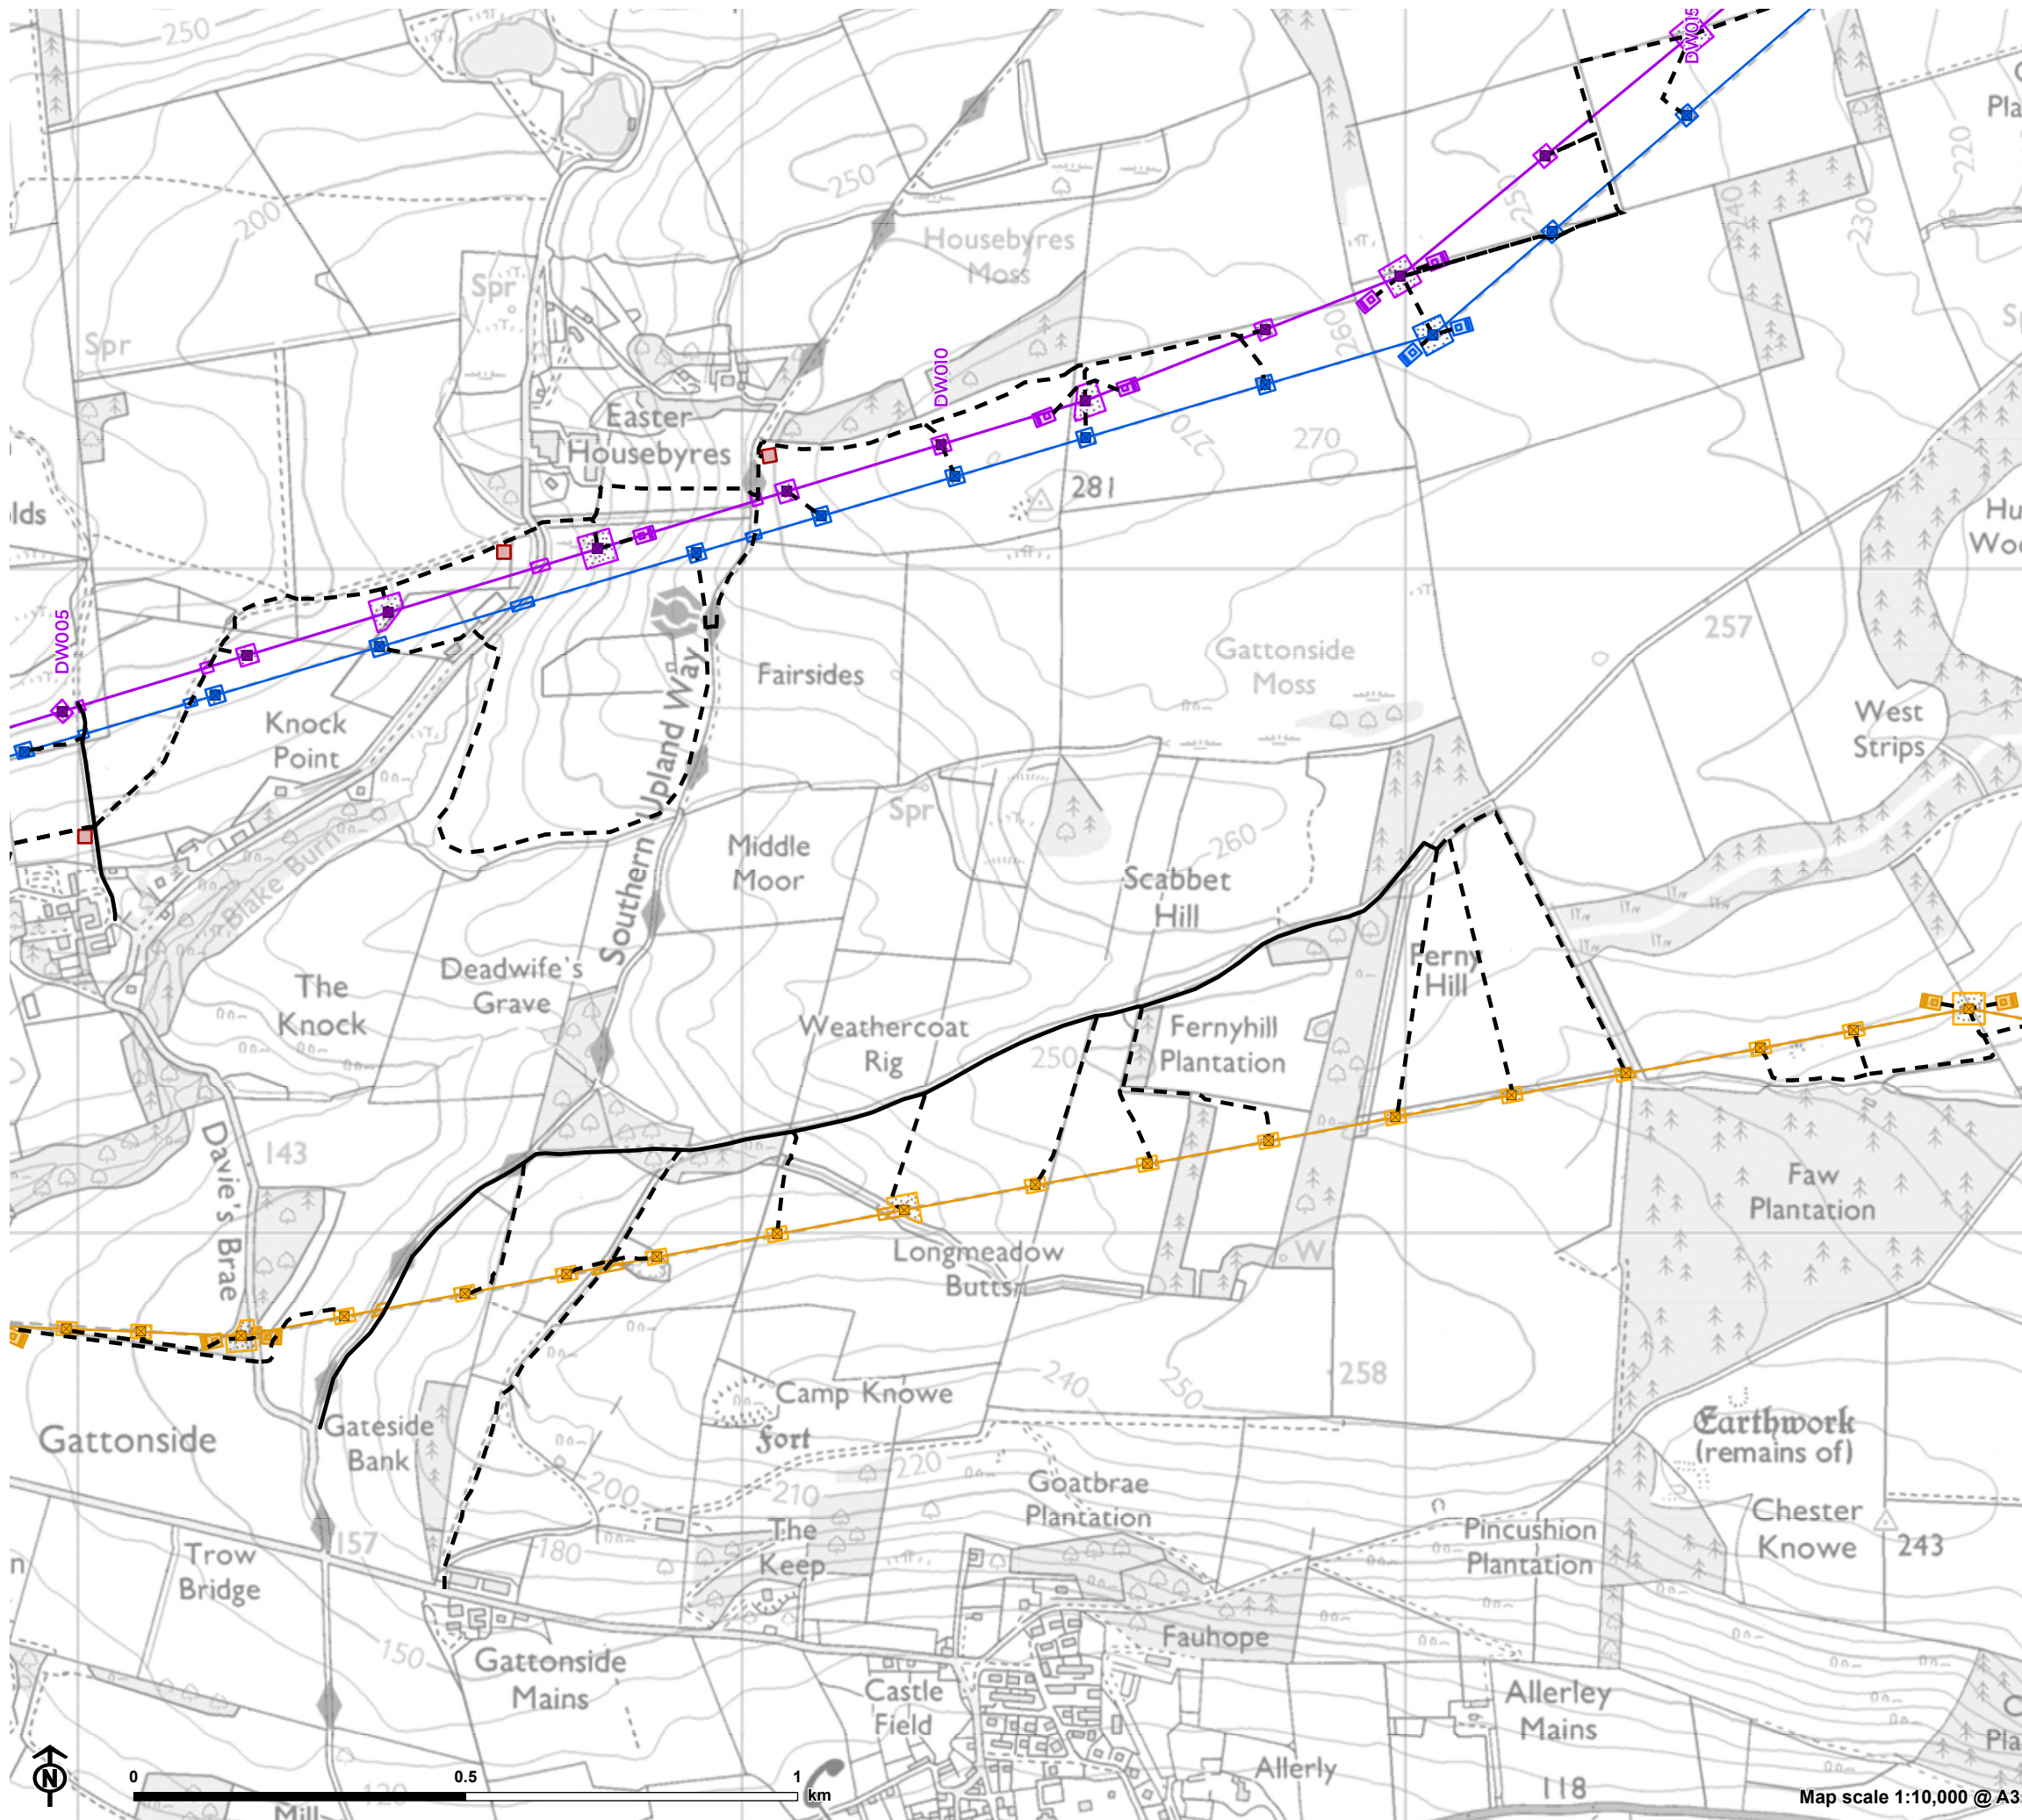 250
DW015
Pla
220
250
Housebyres
Moss
250
240
230
200
Spr
Spr
260
DW010
Easter
Housebyres
270
270
281
lds
Hu
Woo
DW005
257
Gattonside
Moss
Fairsides
West
Strips
Knock
Point
Southern Upland Way
Spr
Middle
Moor
260
Scabbet
Hill
Blake Burn
Ferny
Hill
Deadwife's
Grave
The
Knock
Weathercoat
Rig
250
Fernyhill
Plantation
Davie's Brae
143
Faw
Plantation
W
Longmeadow
Butts
Camp Knowe
Fort
240
250
258
Earthwork
(remains of)
Gattonside
Gateside
Bank
200
220
210
Goatbrae
Plantation
Chester
Knowe
243
The
Keep
Pincushion
Plantation
157
180
n
Trow
Bridge
Fauhope
150
Gattonside
Mains
Castle
Field
Allerley
Mains
C
Pla
Allerly
118
N
0
0.5
1
km
120
Mill
Map scale 1:10,000 @ A3